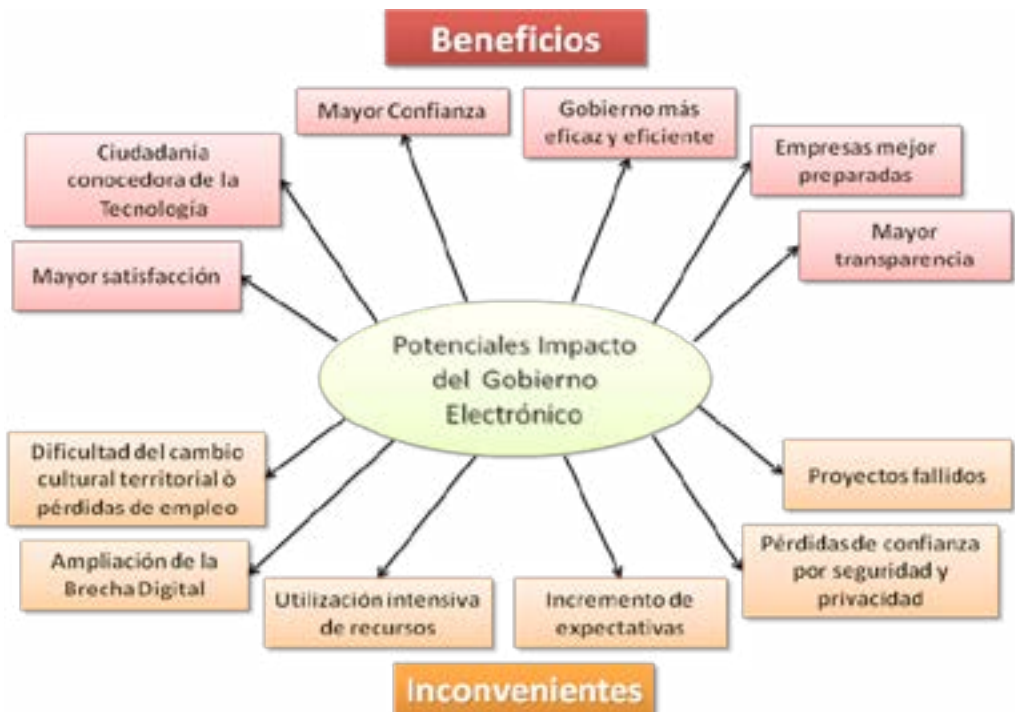 Beneficios
Mayor Confianza
Gobierno más
eficaz y eficiente
Ciudadanía
conocedora de la
Tecnología
Empresas mejor
preparadas
Mayor satisfacción
Mayor
transparencia
Potenciales Impacto
del Gobierno
Electrónico
Dificultad del cambio
cultural territorial ò
pérdidas de empleo
Proyectos fallidos
Ampliación de la
Brecha Digital
Utilización intensiva
de recursos
Incremento de
expectativas
Pérdidas de confianza
por seguridad y
privacidad
Inconvenientes